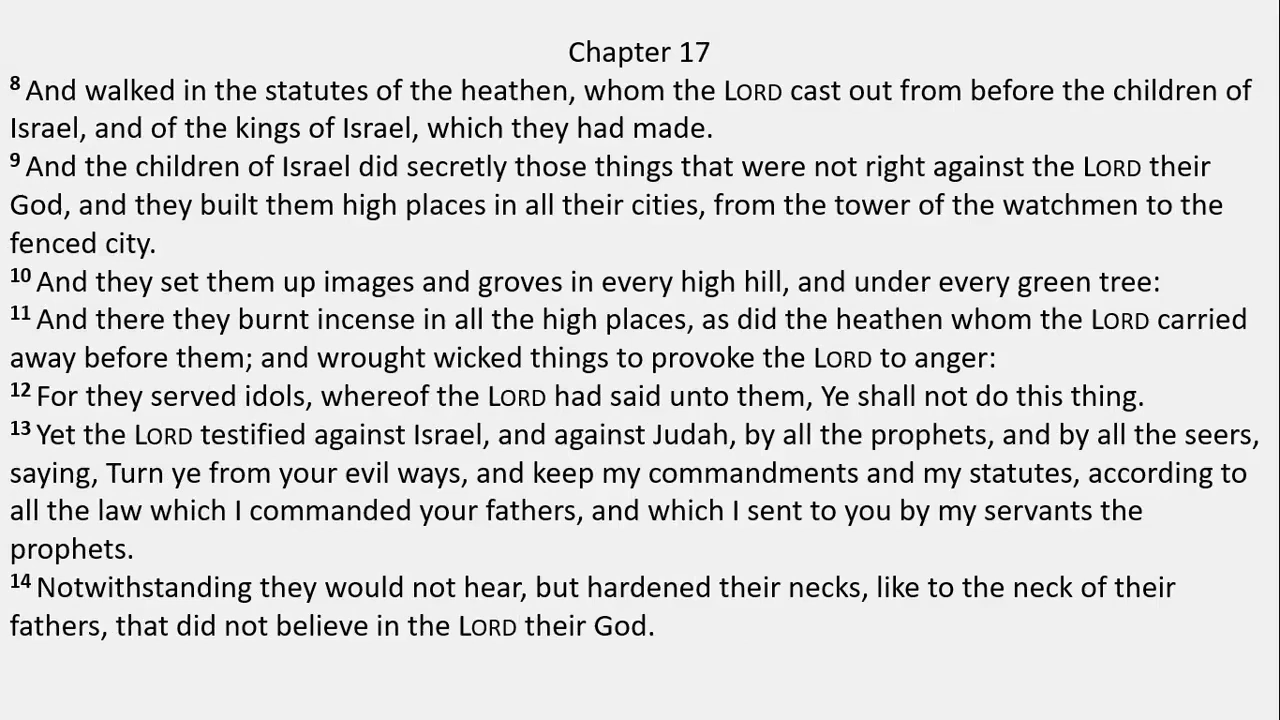 Chapter 17
8 And walked in the statutes of the heathen, whom the LORD cast out from before the children of
Israel, and of the kings of Israel, which they had made.
9 And the children of Israel did secretly those things that were not right against the LORD their
God, and they built them high places in all their cities, from the tower of the watchmen to the
fenced city.
10 And they set them up images and groves in every high hill, and under every green tree:
11 And there they burnt incense in all the high places, as did the heathen whom the LORD carried
away before them; and wrought wicked things to provoke the LORD to anger:
12 For they served idols, whereof the LORD had said unto them, Ye shall not do this thing.
13 Yet the LORD testified against Israel, and against Judah, by all the prophets, and by all the seers,
saying, Turn ye from your evil ways, and keep my commandments and my statutes, according to
all the law which I commanded your fathers, and which I sent to you by my servants the
prophets.
14 Notwithstanding they would not hear, but hardened their necks, like to the neck of their
fathers, that did not believe in the LORD their God.